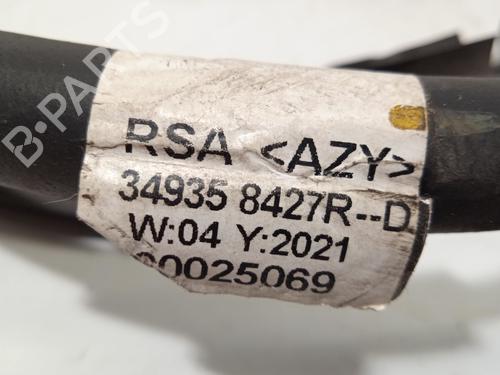 B-PARTS
RSA <AZY>
34935 8427R--D
W:04 Y:2021
00025069